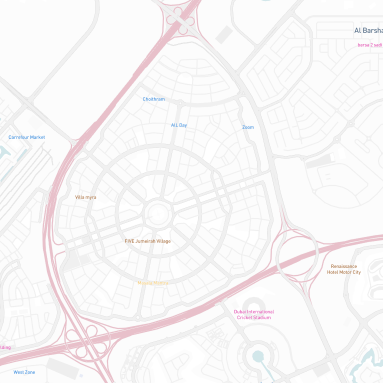 Al Barsha
Choithram
ALL Day
Zoom
Carrefour Market
Villa myra
FIVE Jumeirah Village
Renaissance
Hotel Motor City
Dubai International
Cricket Stadium
West Zone